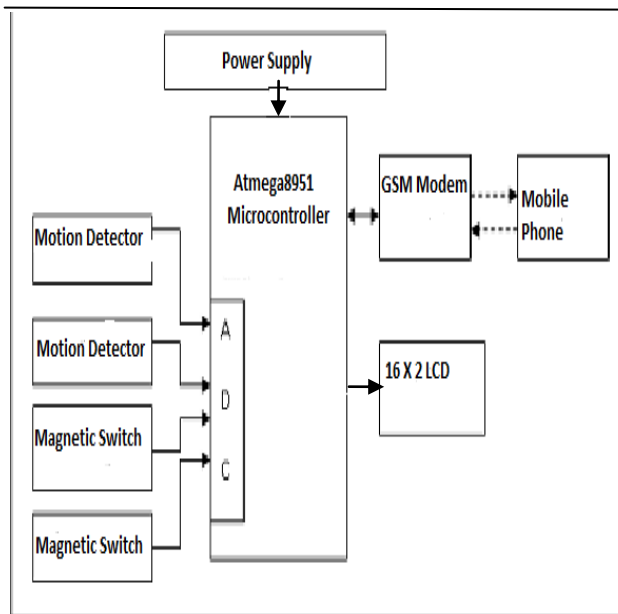 Power Supply
Atmega8951
Microcontroller
GSM Modem
Mobile
Phone
Motion Detector
Motion Detector
Magnetic Switch
Magnetic Switch
A
D
C
16 X 2 LCD